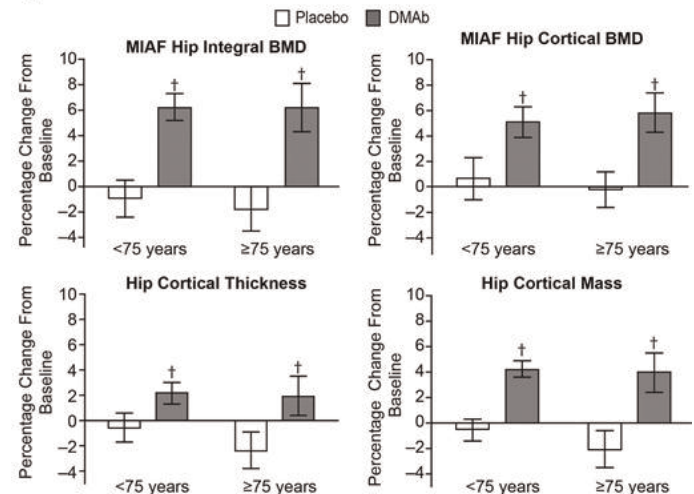 Placebo DMAb
MIAF Hip Integral BMD
Percentage Change From
Baseline
10
8
6
4
2
0
–2
–4
†
†
<75 years
≥75 years
MIAF Hip Cortical BMD
Percentage Change From
Baseline
10
8
6
4
2
0
–2
–4
†
†
<75 years
≥75 years
Hip Cortical Thickness
Percentage Change From
Baseline
10
8
6
4
2
0
–2
–4
†
†
<75 years
≥75 years
Hip Cortical Mass
Percentage Change From
Baseline
10
8
6
4
2
0
–2
–4
†
†
<75 years
≥75 years